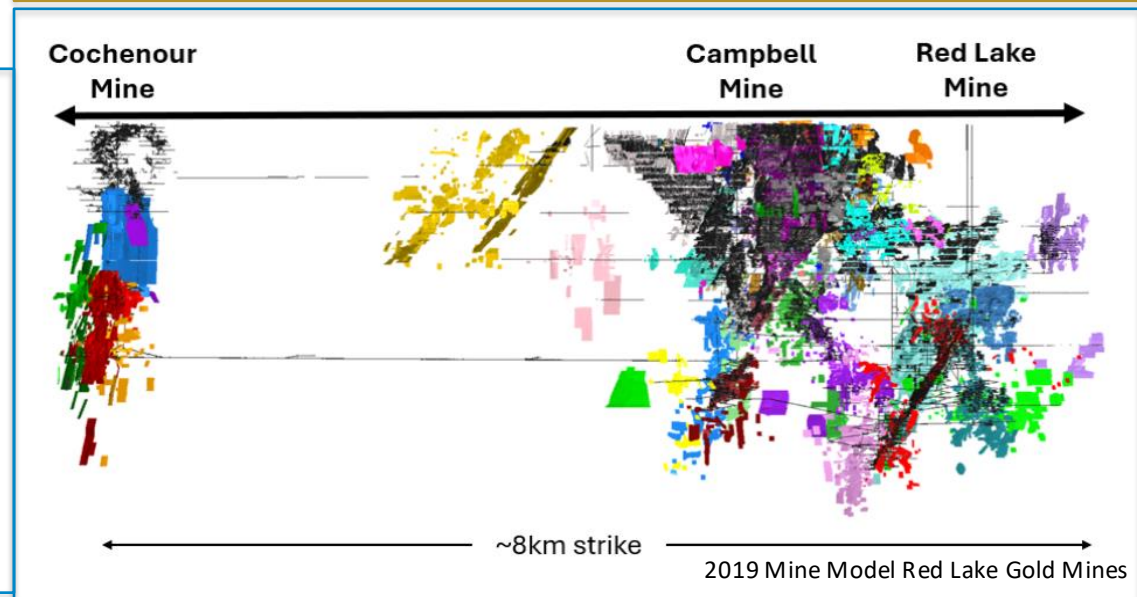 Cochenour
Mine
Campbell
Mine
Red Lake
Mine
~8km strike
2019 Mine Model Red Lake Gold Mines